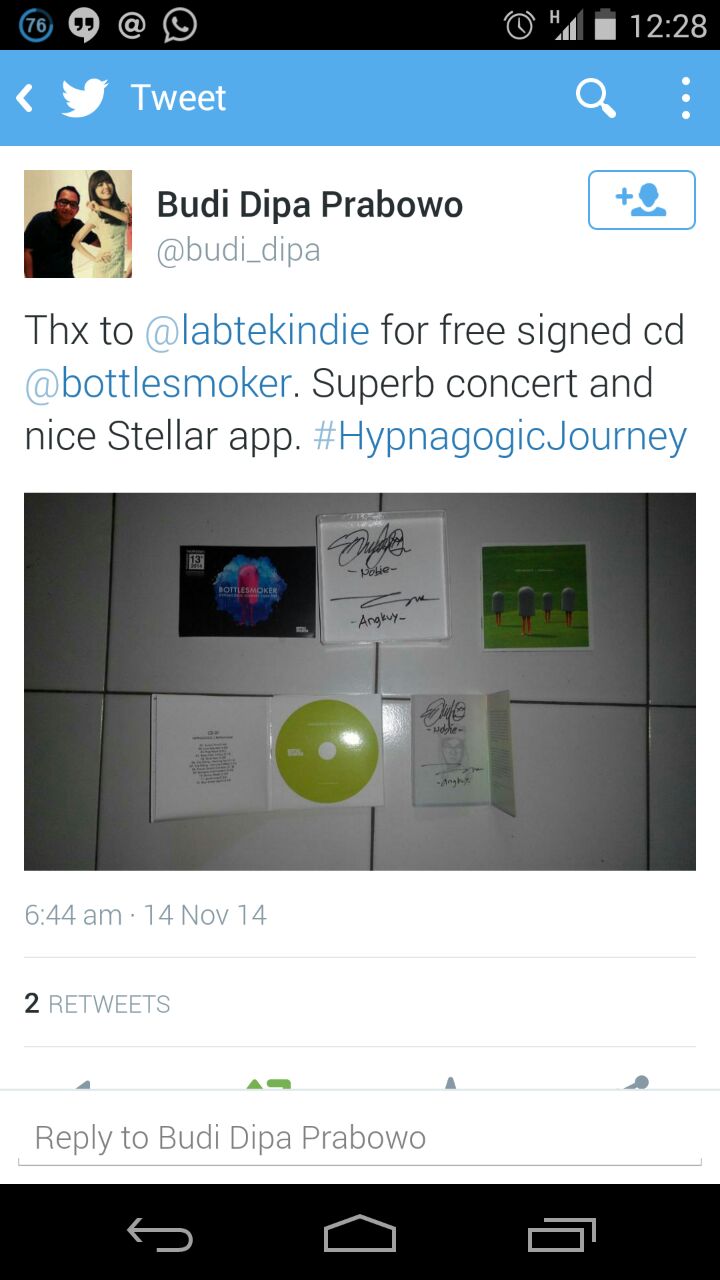 76 @ H 12:28
Tweet
Budi Dipa Prabowo
@budi_dipa
Thx to @labtekindie for free signed cd
@bottlesmoker. Superb concert and
nice Stellar app. #HypnagogicJourney
13
2014
BOTTLESMOKER
-Nobie-
-Angkuy-
-Nobie-
-Angkuy-
6:44 am · 14 Nov 14
2 RETWEETS
Reply to Budi Dipa Prabowo